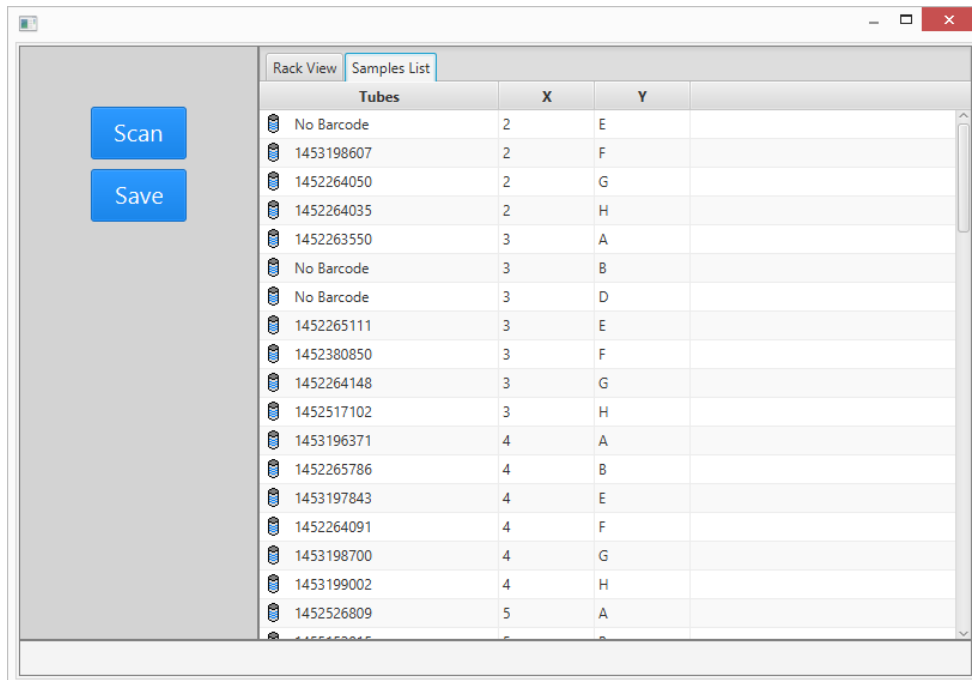 Rack View Samples List
Scan
Save
Tubes X Y
No Barcode 2 E
1453198607 2 F
1452264050 2 G
1452264035 2 H
1452263550 3 A
No Barcode 3 B
No Barcode 3 D
1452265111 3 E
1452380850 3 F
1452264148 3 G
1452517102 3 H
1453196371 4 A
1452265786 4 B
1453197843 4 E
1452264091 4 F
1453198700 4 G
1453199002 4 H
1452526809 5 A